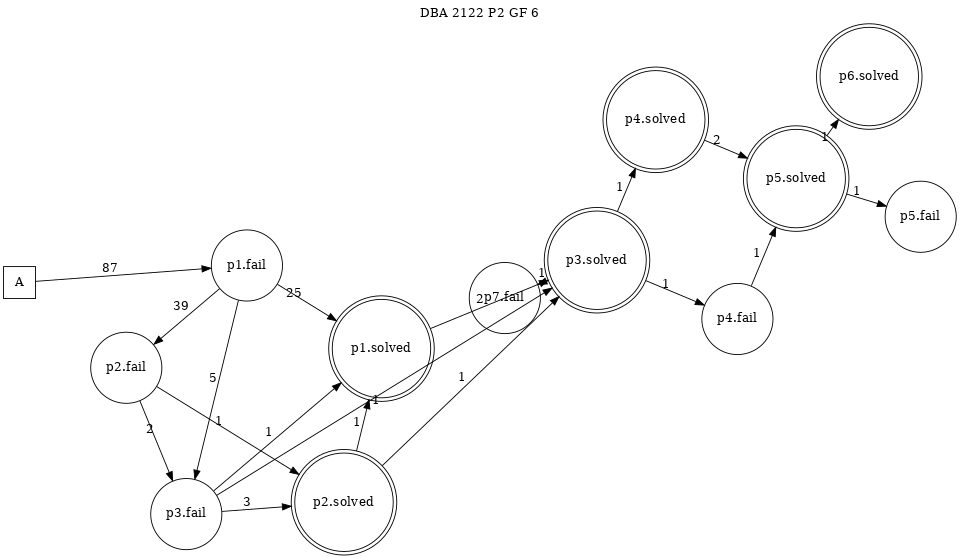 DBA 2122 P2 GF 6
p6.solved
p4.solved
2
1
p5.solved
1
1
p5.fail
p1.fail
87
A
p3.solved
1
1
1
p4.fail
25
2
p7.fail
39
p1.solved
p2.fail
5
1
1
2
1
1
1
3
p2.solved
p3.fail